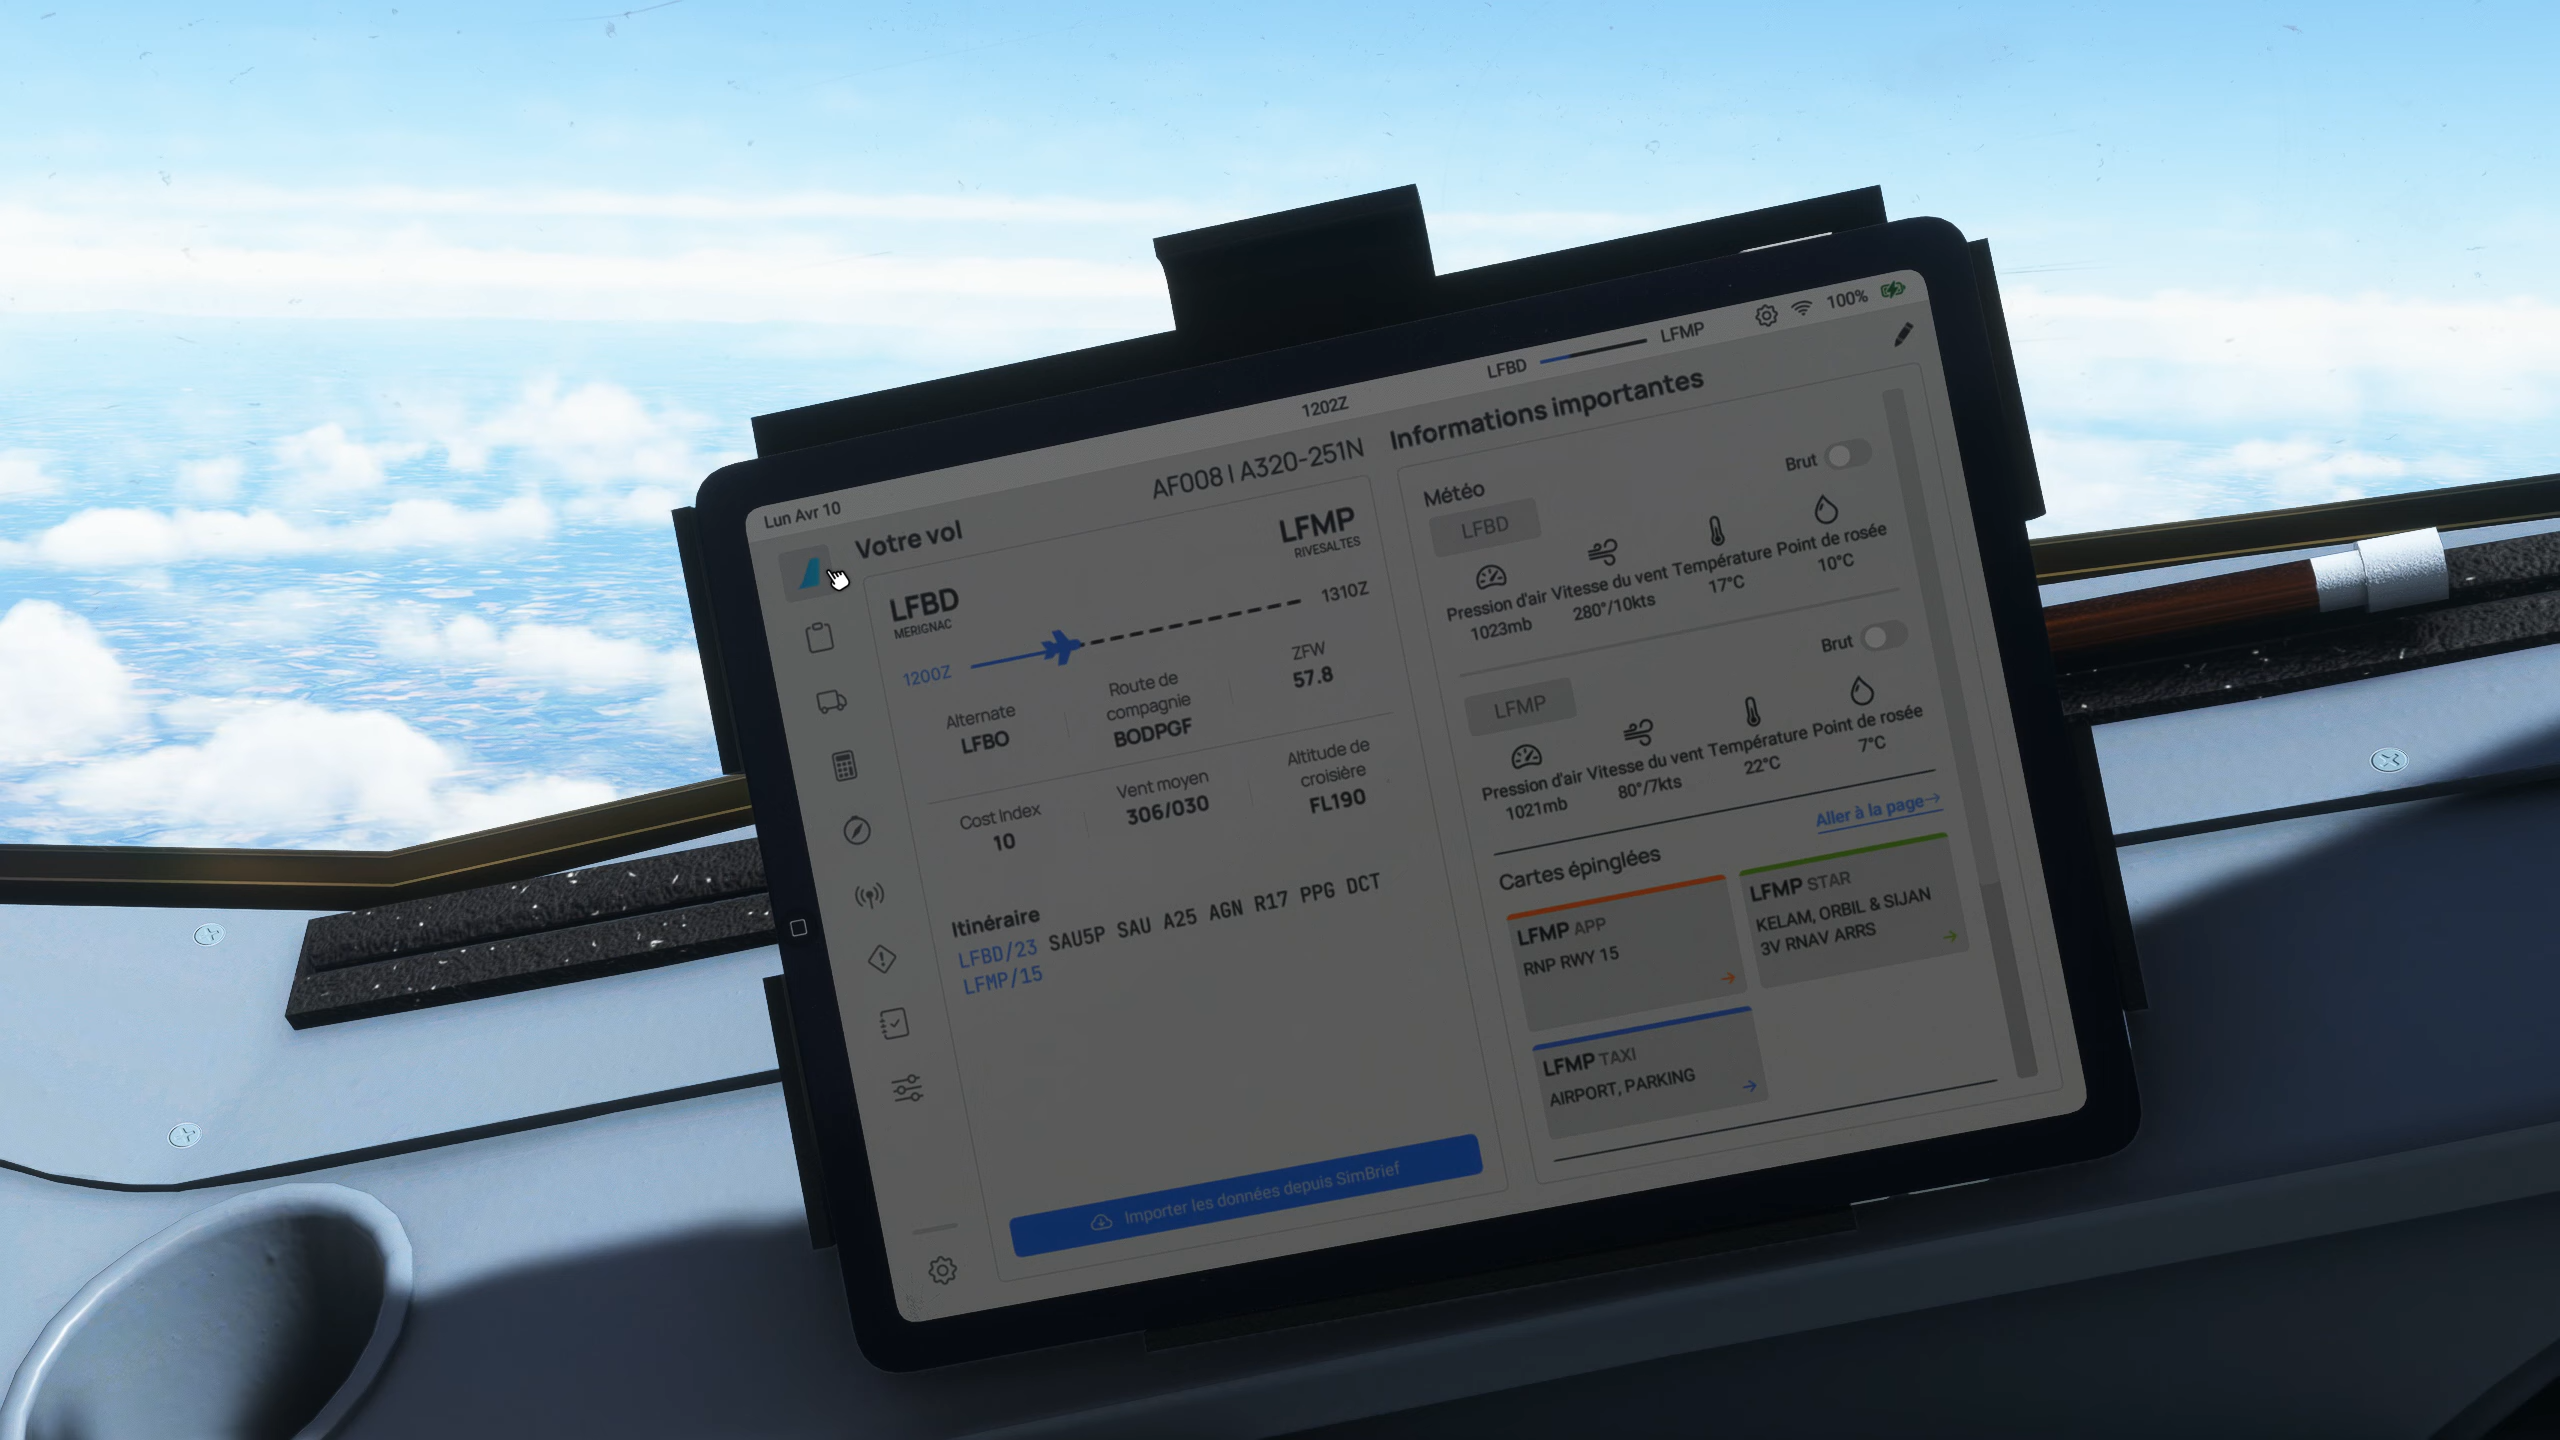 Lun Avr 10
1202Z
LFBD
LFMP
100%
Votre vol
AF008 | A320-251N
LFBD
MERIGNAC
LFMP
RIVESALTES
1200Z
1310Z
Alternate
LFBO
Route de
compagnie
BODPGF
ZFW
57.8
Cost Index
10
Vent moyen
306/030
Altitude de
croisière
FL190
Itinéraire
LFBD/23 SAU5P SAU A25 AGN R17 PPG DCT
LFMP/15
Importer les données depuis SimBrief
Informations importantes
Météo
Brut
LFBD
Pression d'air
1023mb
Vitesse du vent
280°/10kts
Température
17°C
Point de rosée
10°C
Brut
LFMP
Pression d'air
1021mb
Vitesse du vent
80°/7kts
Température
22°C
Point de rosée
7°C
Aller à la page
Cartes épinglées
LFMP APP
RNP RWY 15
LFMP STAR
KELAM, ORBIL & SIJAN
3V RNAV ARRS
LFMP TAXI
AIRPORT, PARKING